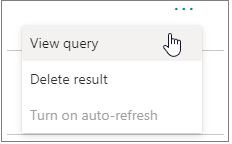 View query
Delete result
Turn on auto-refresh